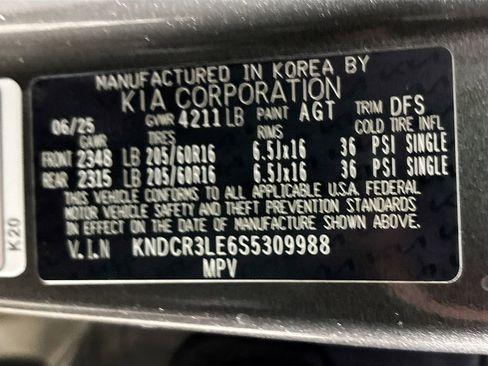 MANUFACTURED IN KOREA BY
KIA CORPORATION
06/25 GVWR 4211 LB PAINT AGT TRIM DFS
GAWR TIRES RIMS COLD TIRE INFL
FRONT 2348 LB 205/60R16 6.5Jx16 36 PSI SINGLE
REAR 2315 LB 205/60R16 6.5Jx16 36 PSI SINGLE
THIS VEHICLE CONFORMS TO ALL APPLICABLE U.S.A. FEDERAL
MOTOR VEHICLE SAFETY AND THEFT PREVENTION STANDARDS
IN EFFECT ON THE DATE OF MANUFACTURE SHOWN ABOVE
V.I.N KNDCR3LE6S5309988
MPV
K20